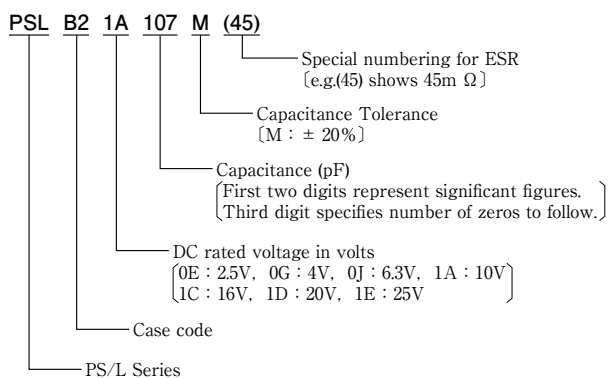 PSL B2 1A 107 M (45)
Special numbering for ESR
〔e.g.(45) shows 45m Ω〕
Capacitance Tolerance
〔M : ± 20%〕
Capacitance (pF)
First two digits represent significant figures.
Third digit specifies number of zeros to follow.
DC rated voltage in volts
0E : 2.5V, 0G : 4V, 0J : 6.3V, 1A : 10V
1C : 16V, 1D : 20V, 1E : 25V
Case code
PS/L Series